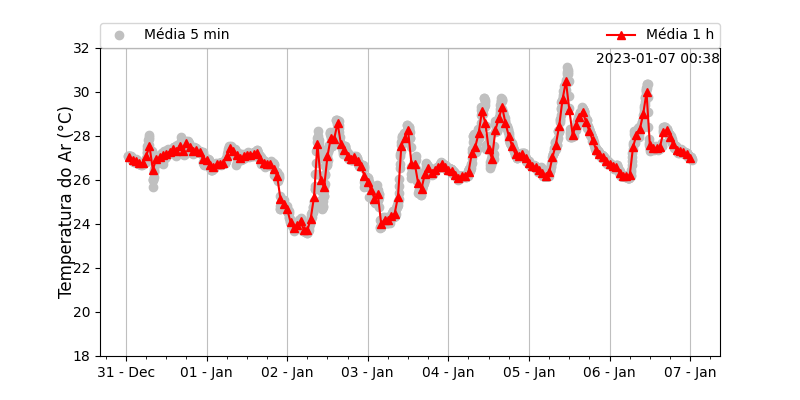 Média 5 min
Média 1 h
2023-01-07 00:38
Temperatura do Ar (°C)
32
30
28
26
24
22
20
18
31 - Dec
01 - Jan
02 - Jan
03 - Jan
04 - Jan
05 - Jan
06 - Jan
07 - Jan